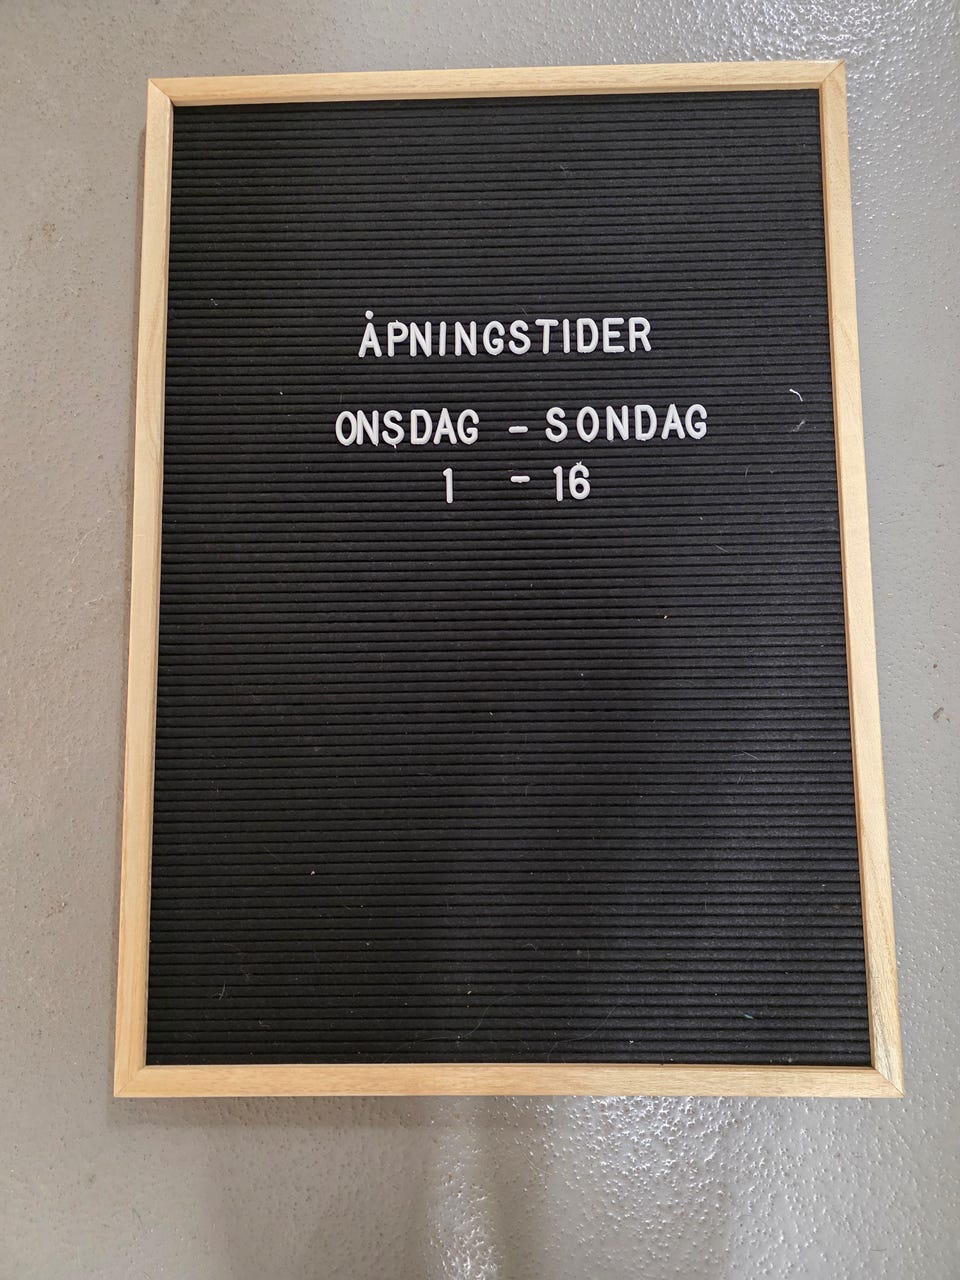 ÅPNINGSTIDER
ONSDAG - SONDAG
1 - 16